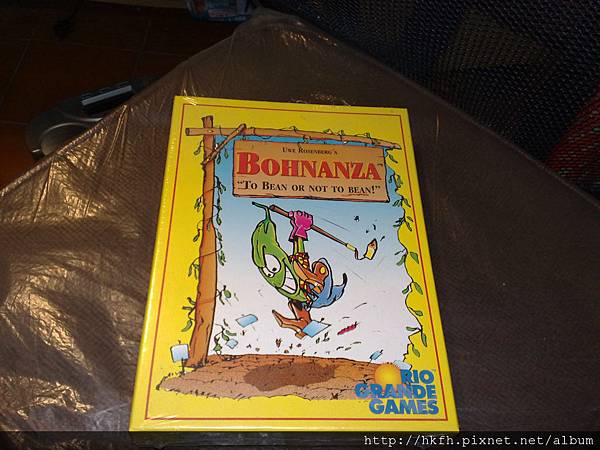 UWE ROSENBERG'S
BOHNANZA
"TO BEAN OR NOT TO BEAN!"
RIO
GRANDE
GAMES
http://hkfh.pixnet.net/album